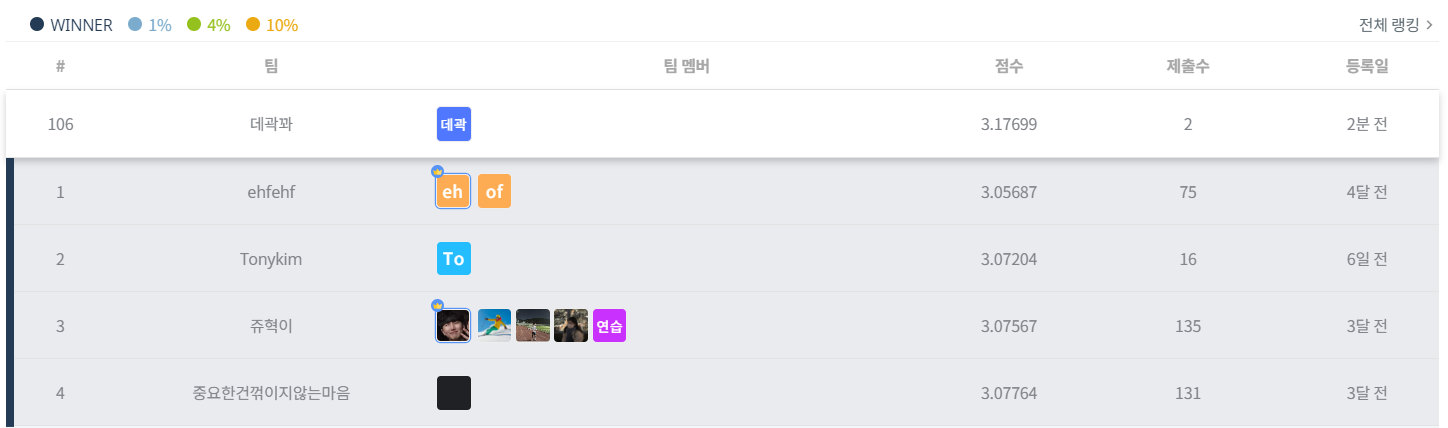 WINNER 1% 4% 10% 전체 랭킹 >
# 팀 팀 멤버 점수 제출수 등록일
106 데곽꽈 데곽 3.17699 2 2분 전
1 ehfehf eh of 3.05687 75 4달 전
2 Tonykim To 3.07204 16 6일 전
3 쥬혁이 연습 3.07567 135 3달 전
4 중요한건꺾이지않는마음 3.07764 131 3달 전